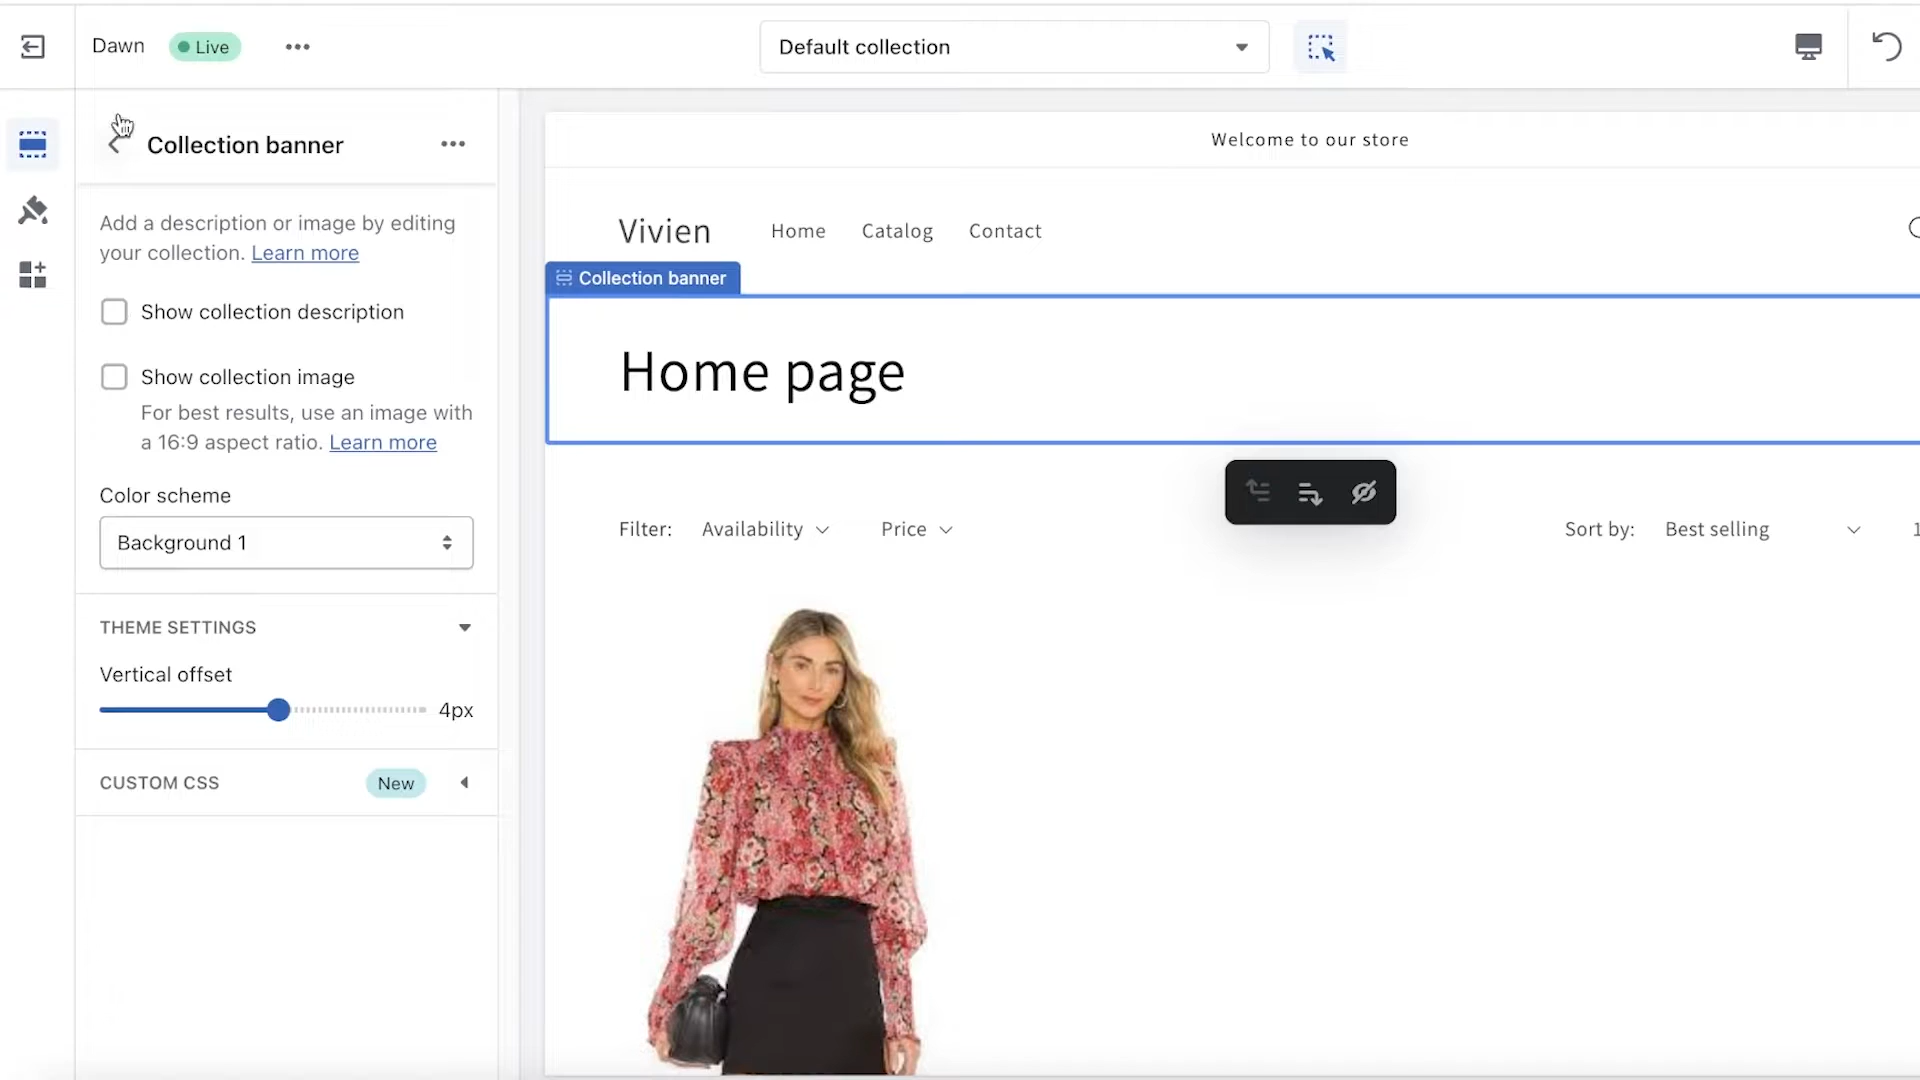 Dawn
Live
Default collection
Collection banner
Add a description or image by editing
your collection. Learn more
Show collection description
Show collection image
For best results, use an image with
a 16:9 aspect ratio. Learn more
Color scheme
Background 1
THEME SETTINGS
Vertical offset
4px
CUSTOM CSS
New
Welcome to our store
Vivien
Home
Catalog
Contact
Collection banner
Home page
Filter:
Availability
Price
Sort by:
Best selling
1